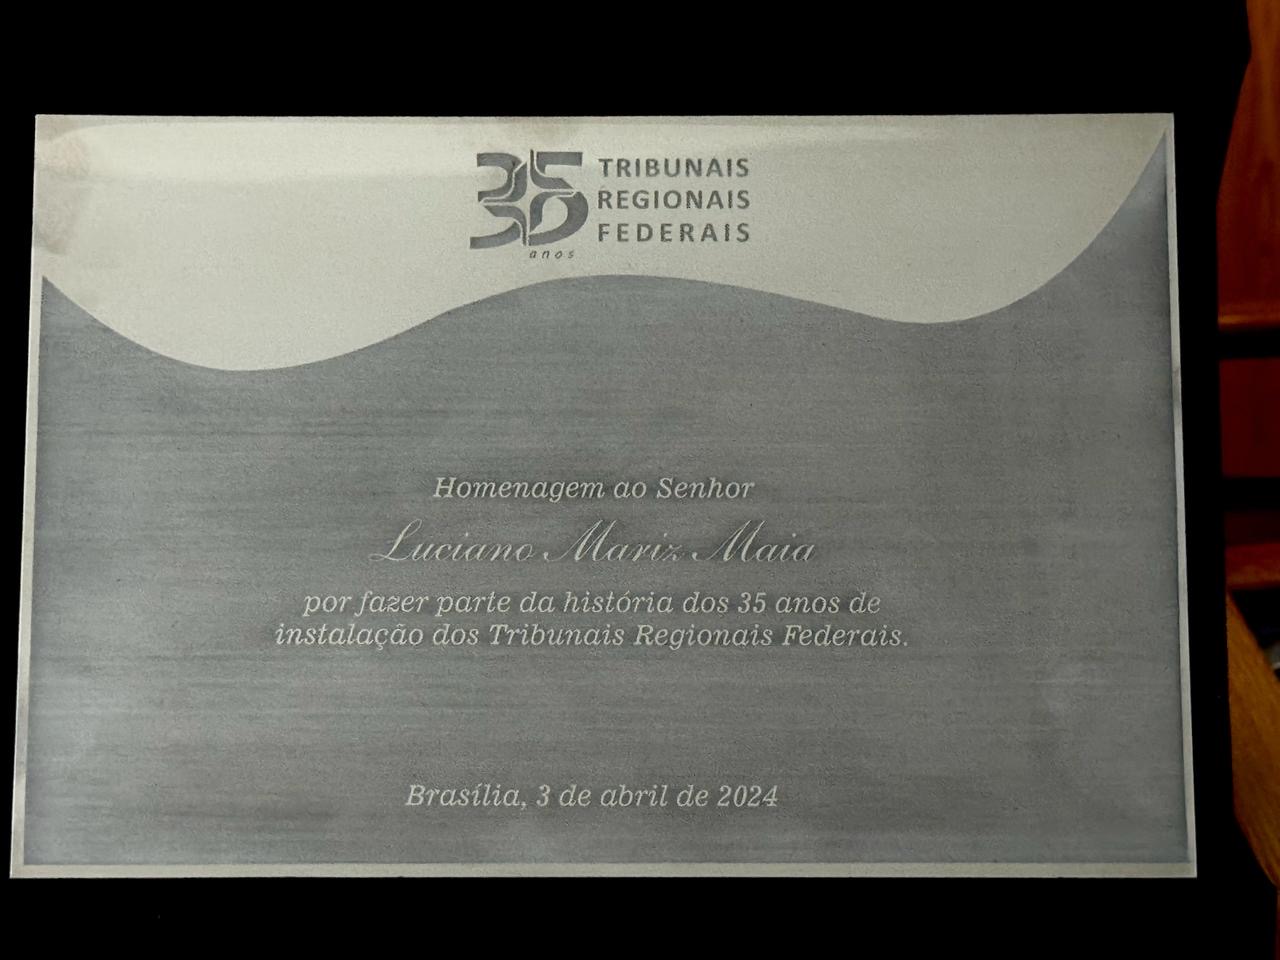 35 TRIBUNAIS
REGIONAIS
FEDERAIS
anos
Homenagem ao Senhor
Luciano Mariz Maia
por fazer parte da história dos 35 anos de
instalação dos Tribunais Regionais Federais.
Brasília, 3 de abril de 2024